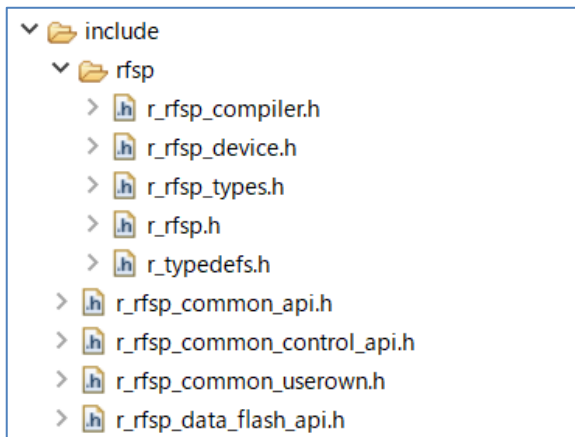 include
rfsp
.h r_rfsp_compiler.h
.h r_rfsp_device.h
.h r_rfsp_types.h
.h r_rfsp.h
.h r_typedefs.h
.h r_rfsp_common_api.h
.h r_rfsp_common_control_api.h
.h r_rfsp_common_userown.h
.h r_rfsp_data_flash_api.h